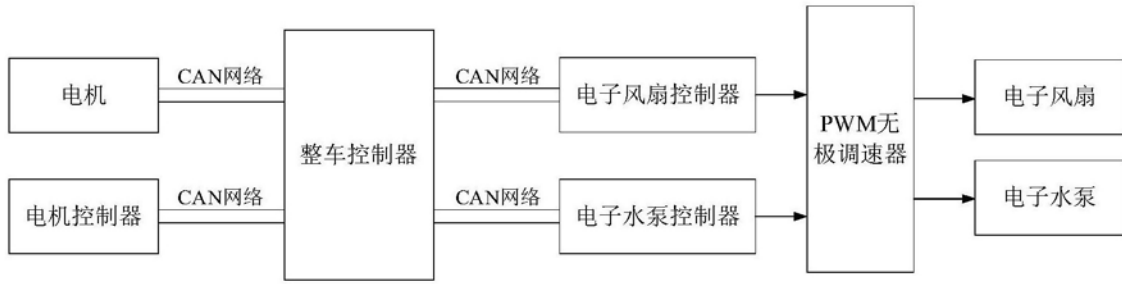 电机
CAN网络
整车控制器
CAN网络
电子风扇控制器
PWM无
极调速器
电子风扇
电机控制器
CAN网络
CAN网络
电子水泵控制器
电子水泵